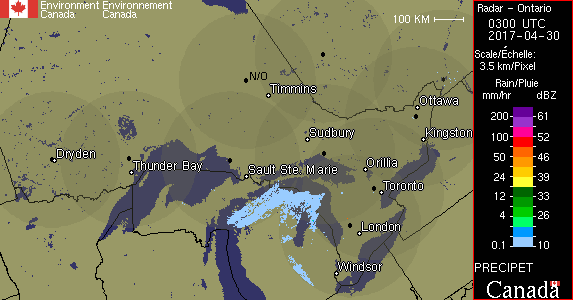 Environment Environnement
Canada Canada
100 KM
N/O
Timmins
Ottawa
Sudbury
Kingston
Dryden
Thunder Bay
Sault Ste. Marie
Orillia
Toronto
London
Windsor
Radar - Ontario
0300 UTC
2017-04-30
Scale/Échelle:
3.5 km/Pixel
Rain/Pluie
mm/hr dBZ
200 61
100 52
50 46
24 39
12 33
4 26
1 20
0.1 10
PRECIPET
Canada